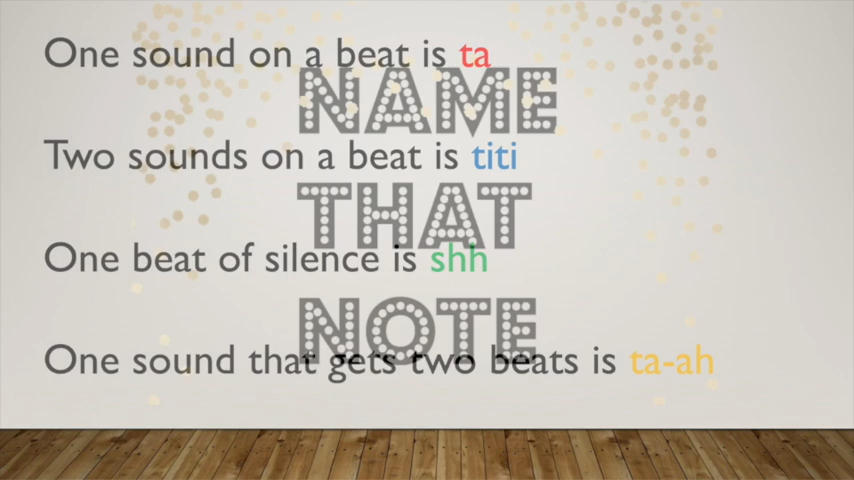 One sound on a beat is ta
NAME
Two sounds on a beat is titi
THAT
One beat of silence is shh
NOTE
One sound that gets two beats is ta-ah